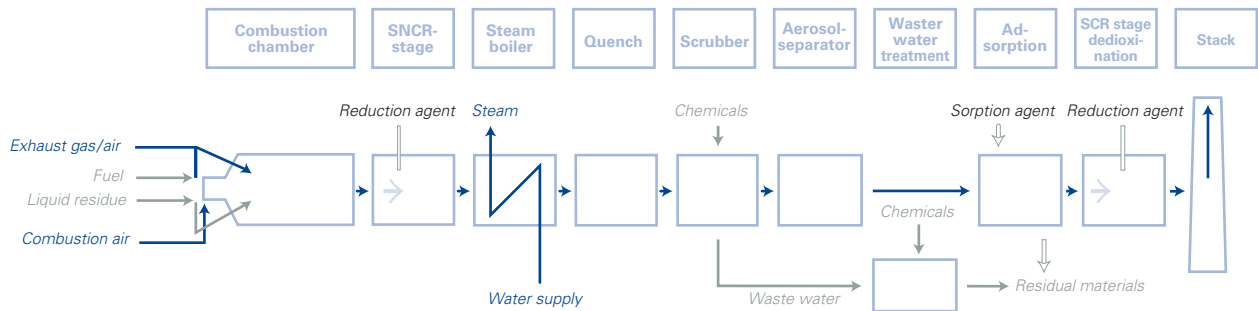 Combustion
chamber
SNCR-
stage
Steam
boiler
Quench
Scrubber
Aerosol-
separator
Waster
water
treatment
Ad-
sorption
SCR stage
dedioxi-
nation
Stack
Reduction agent
Steam
Chemicals
Sorption agent
Reduction agent
Exhaust gas/air
Fuel
Liquid residue
Combustion air
Chemicals
Water supply
Waste water
Residual materials